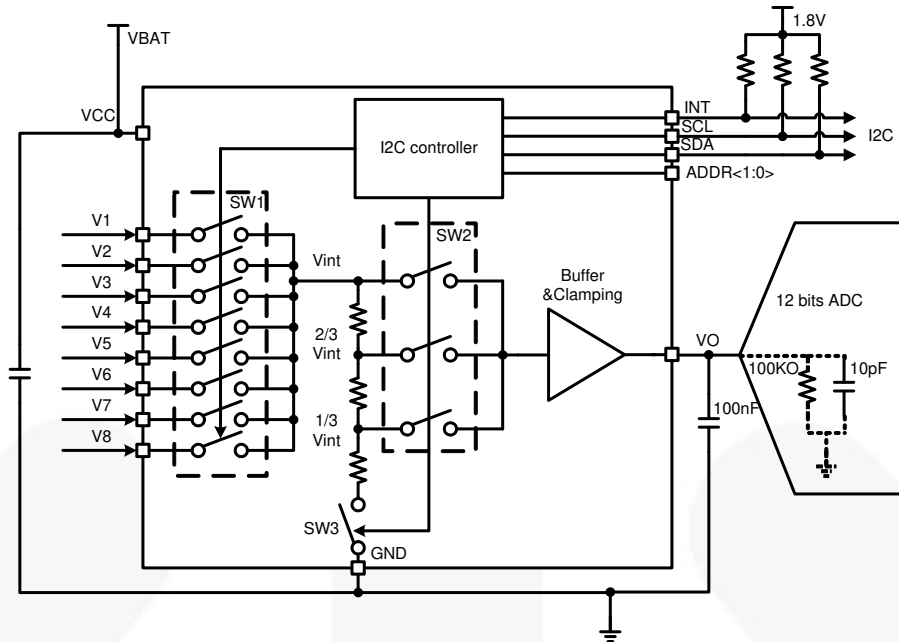 VBAT
1.8V
VCC
INT
SCL
SDA
ADDR<1:0>
I2C
I2C controller
SW1
SW2
V1
V2
V3
V4
V5
V6
V7
V8
Vint
2/3
Vint
1/3
Vint
Buffer
&Clamping
12 bits ADC
VO
100KO
10pF
100nF
SW3
GND